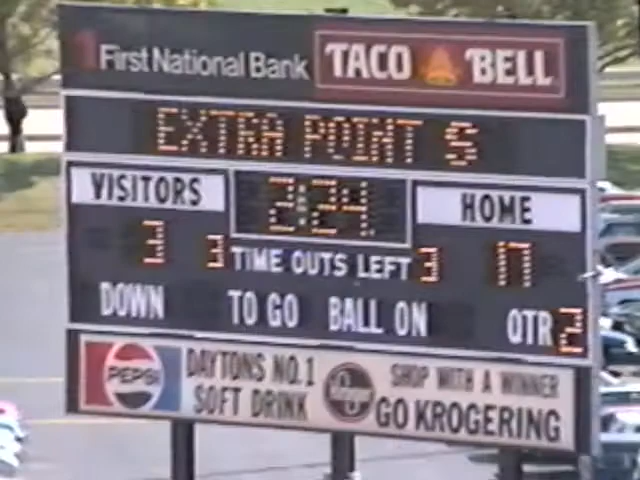 First National Bank TACO BELL
EXTRA POINT S
VISITORS 2:24 HOME
3 3 TIME OUTS LEFT 3 17
DOWN TO GO BALL ON QTR 2
PEPSI DAYTONS NO.1 SOFT DRINK Kroger SHOP WITH A WINNER GO KROGERING